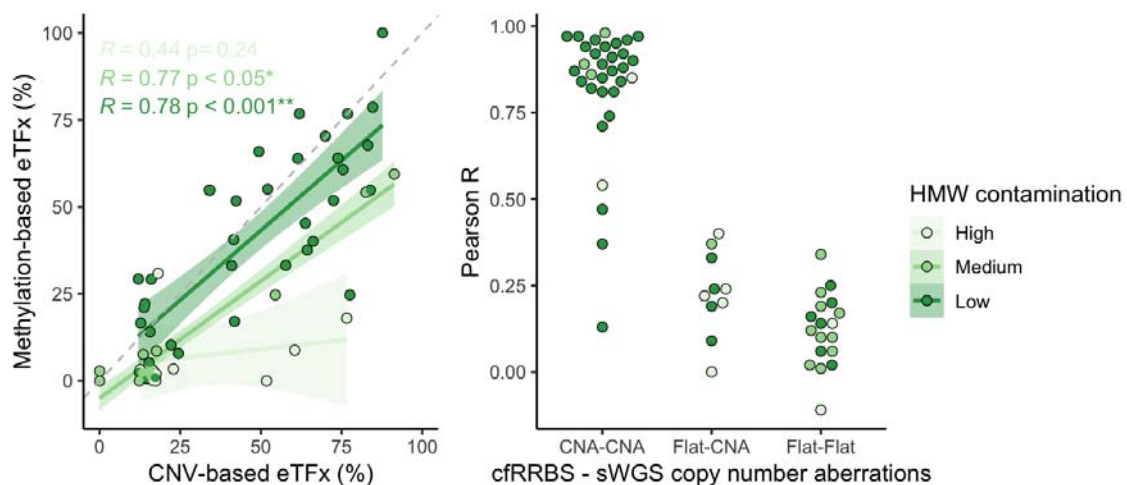 R = 0.44 p= 0.24
R = 0.77 p < 0.05*
R = 0.78 p < 0.001**
Methylation-based eTFx (%)
100
75
50
25
0
0
25
50
75
100
CNV-based eTFx (%)
Pearson R
1.00
0.75
0.50
0.25
0.00
CNA-CNA
Flat-CNA
Flat-Flat
cfRRBS - sWGS copy number aberrations
HMW contamination
High
Medium
Low